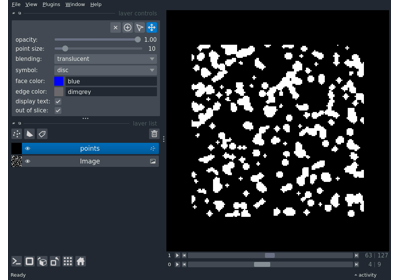 File View Plugins Window Help
layer controls
opacity: 1.00
point size: 10
blending: translucent
symbol: disc
face color: blue
edge color: dimgrey
display text:
out of slice:
layer list
points
Image
1 63 127
0 4 9
Ready activity